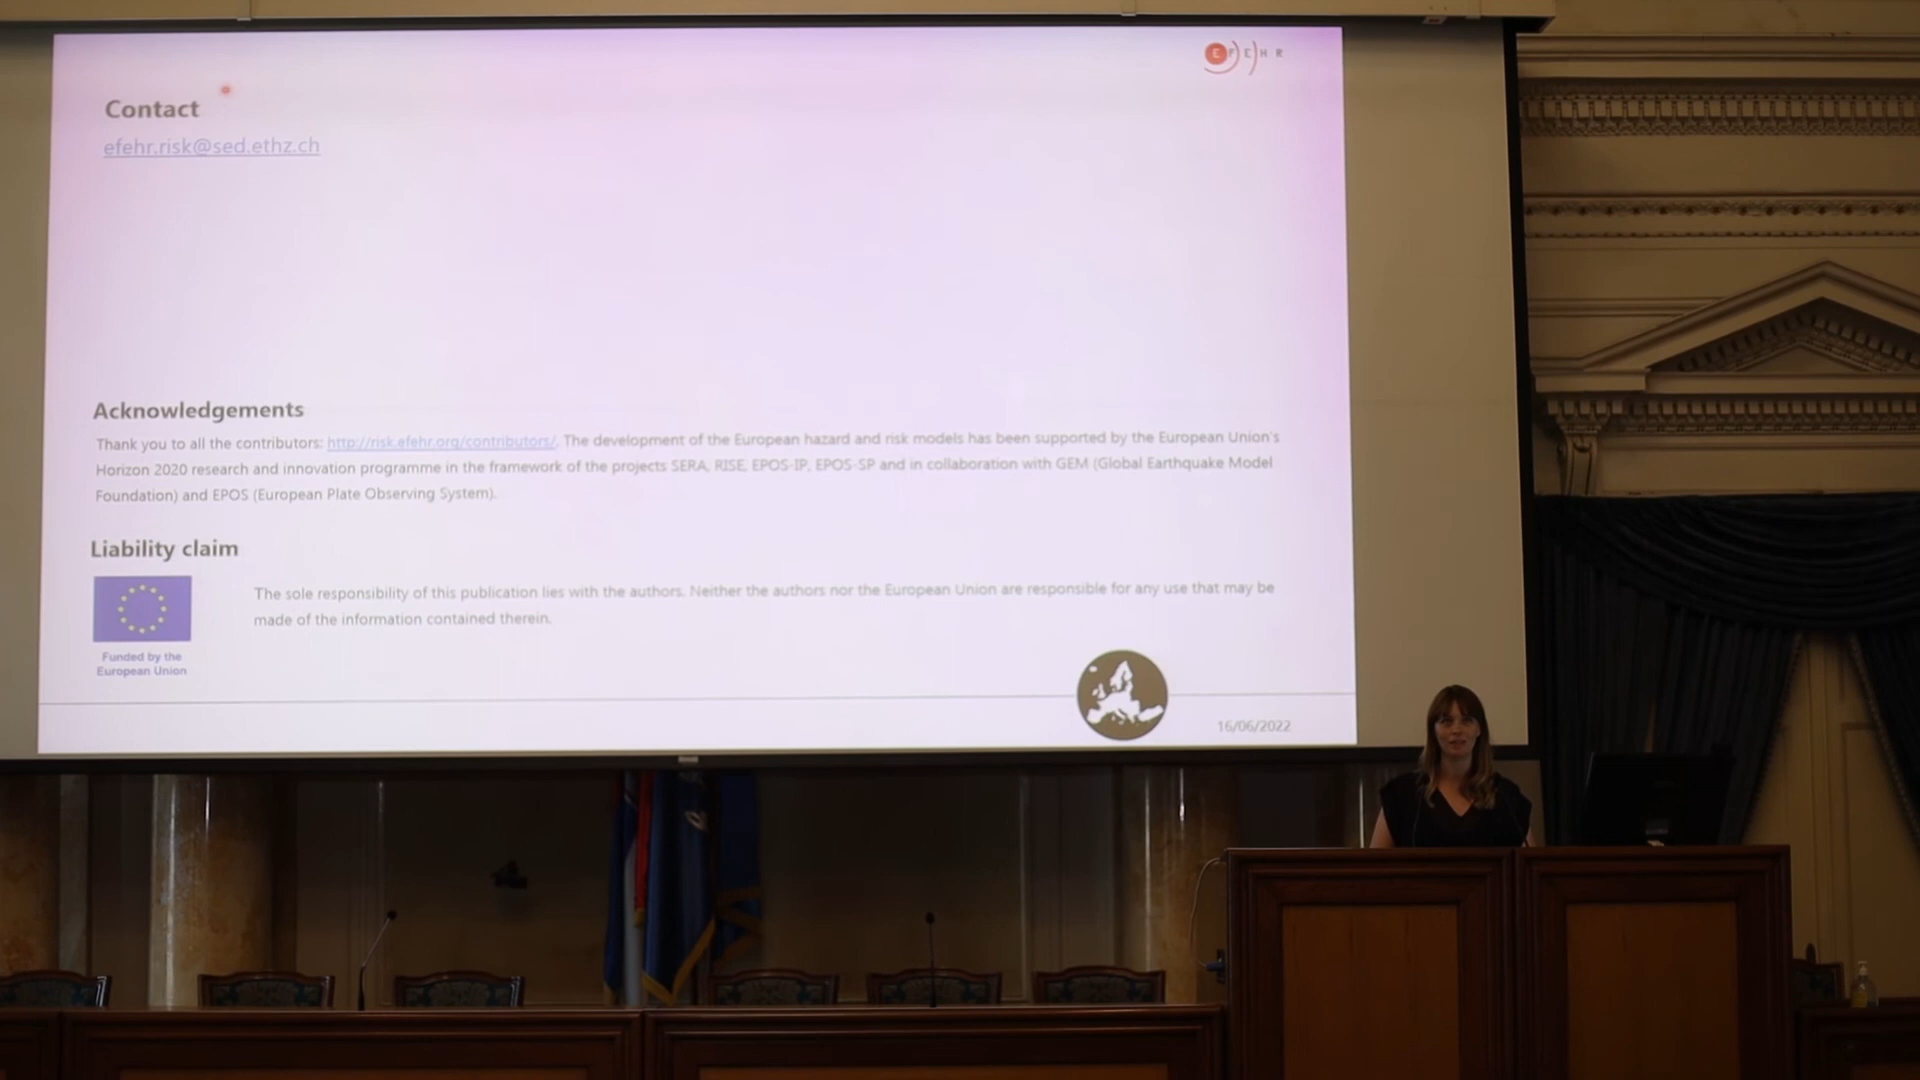 E F E H R
Contact
efehr.risk@sed.ethz.ch
Acknowledgements
Thank you to all the contributors: http://risk.efehr.org/contributors/. The development of the European hazard and risk models has been supported by the European Union's
Horizon 2020 research and innovation programme in the framework of the projects SERA, RISE, EPOS-IP, EPOS-SP and in collaboration with GEM (Global Earthquake Model
Foundation) and EPOS (European Plate Observing System).
Liability claim
The sole responsibility of this publication lies with the authors. Neither the authors nor the European Union are responsible for any use that may be
made of the information contained therein.
Funded by the
European Union
16/06/2022